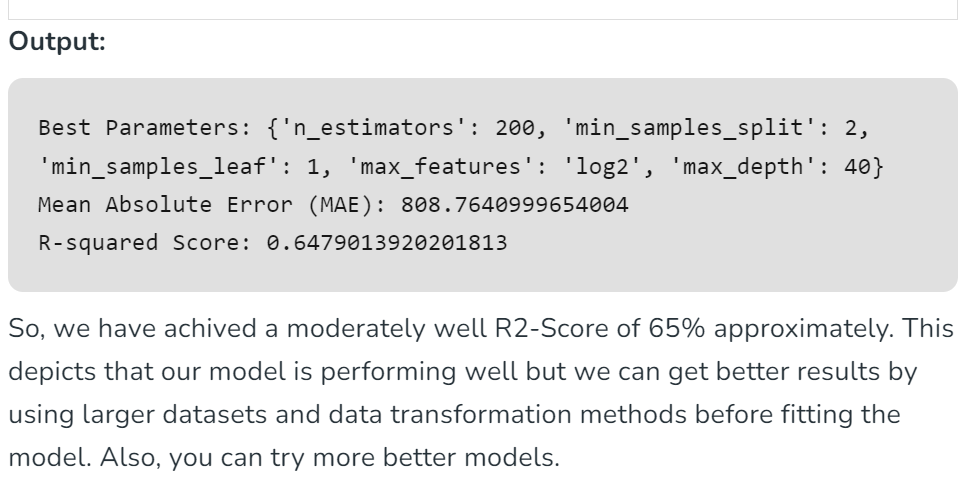 Output:
Best Parameters: {'n_estimators': 200, 'min_samples_split': 2,
'min_samples_leaf': 1, 'max_features': 'log2', 'max_depth': 40}
Mean Absolute Error (MAE): 808.7640999654004
R-squared Score: 0.6479013920201813
So, we have achived a moderately well R2-Score of 65% approximately. This
depicts that our model is performing well but we can get better results by
using larger datasets and data transformation methods before fitting the
model. Also, you can try more better models.